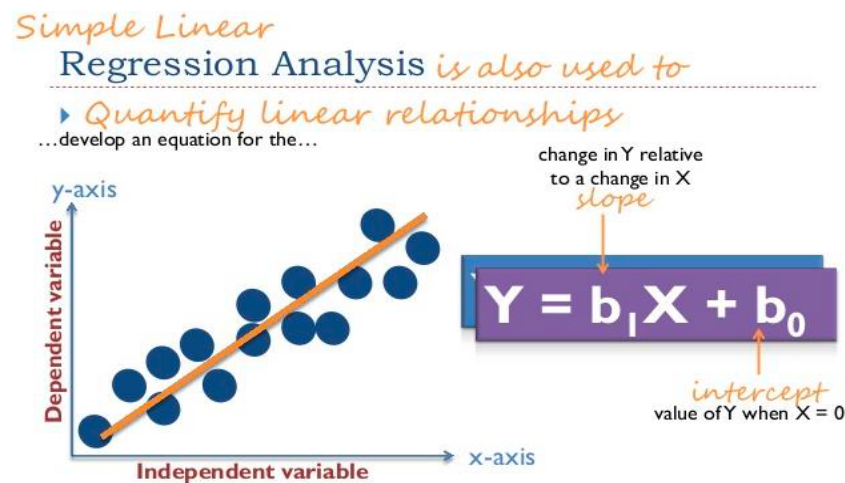 Simple Linear
Regression Analysis is also used to
Quantify linear relationships
...develop an equation for the...
change in Y relative
to a change in X
slope
y-axis
Dependent variable
Y = b₁X + b₀
intercept
value of Y when X = 0
x-axis
Independent variable